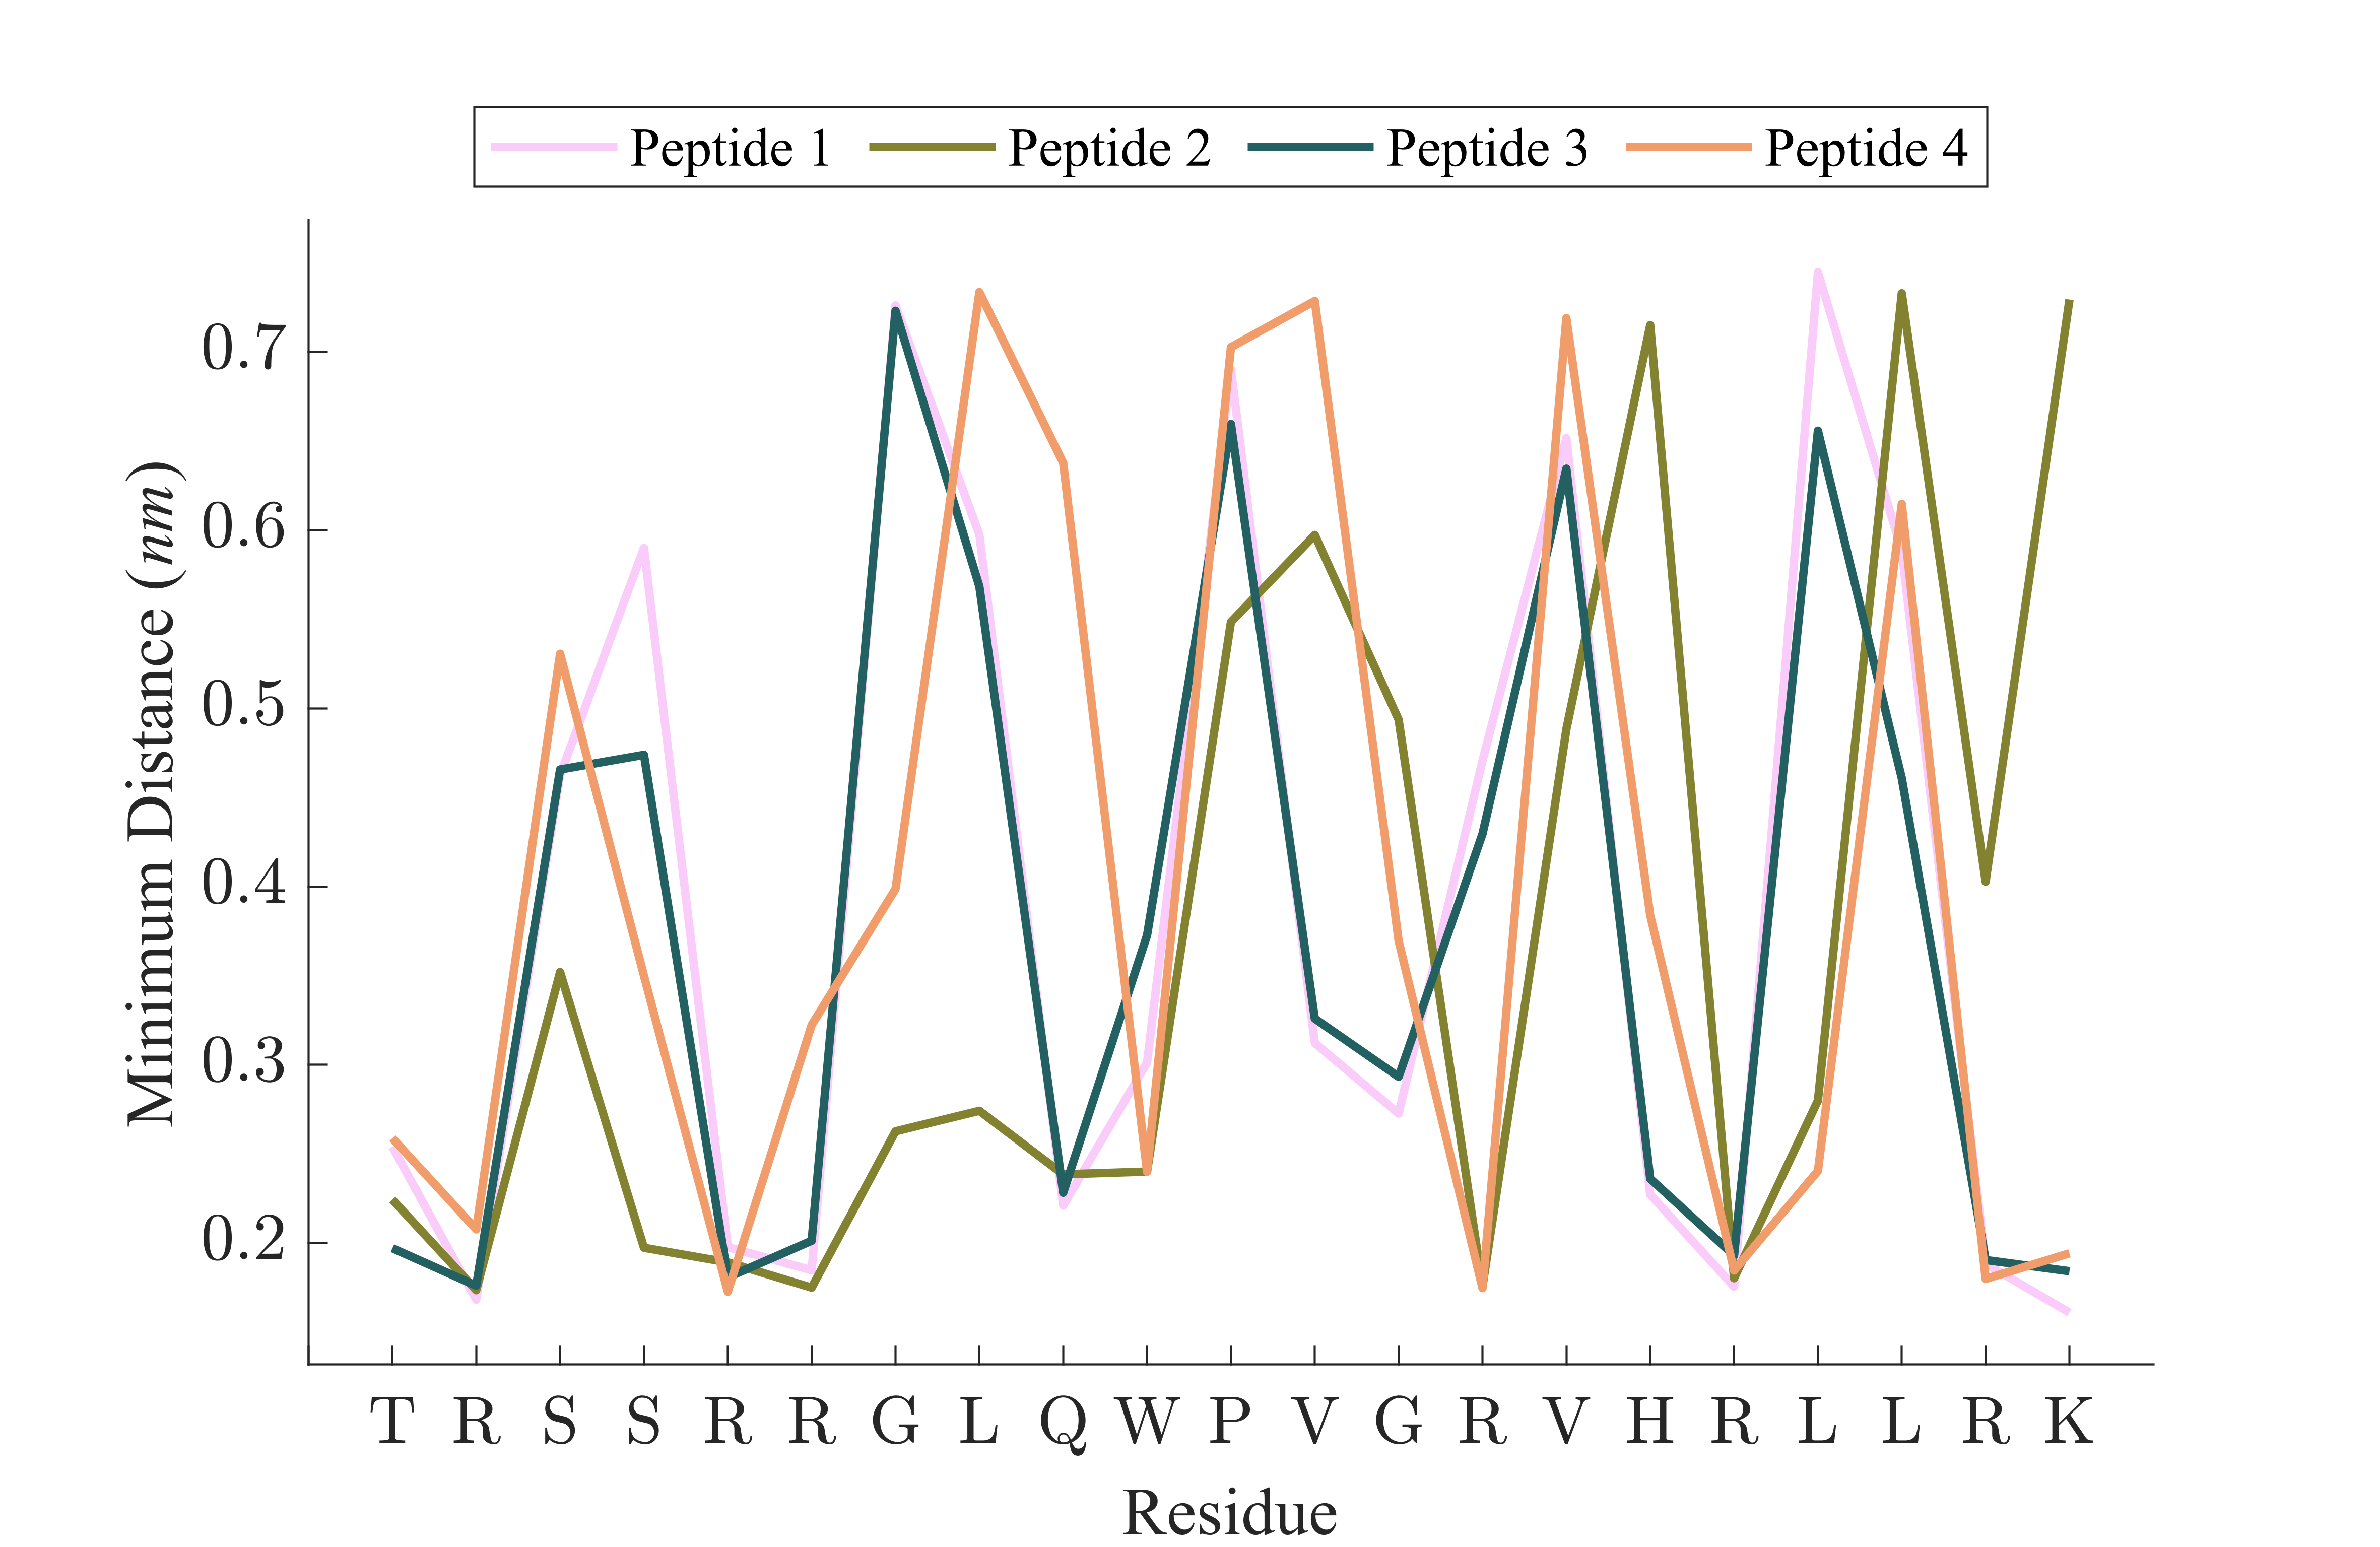 Peptide 1 Peptide 2 Peptide 3 Peptide 4
Minimum Distance (nm)
0.7
0.6
0.5
0.4
0.3
0.2
T R S S R R G L Q W P V G R V H R L L R K
Residue